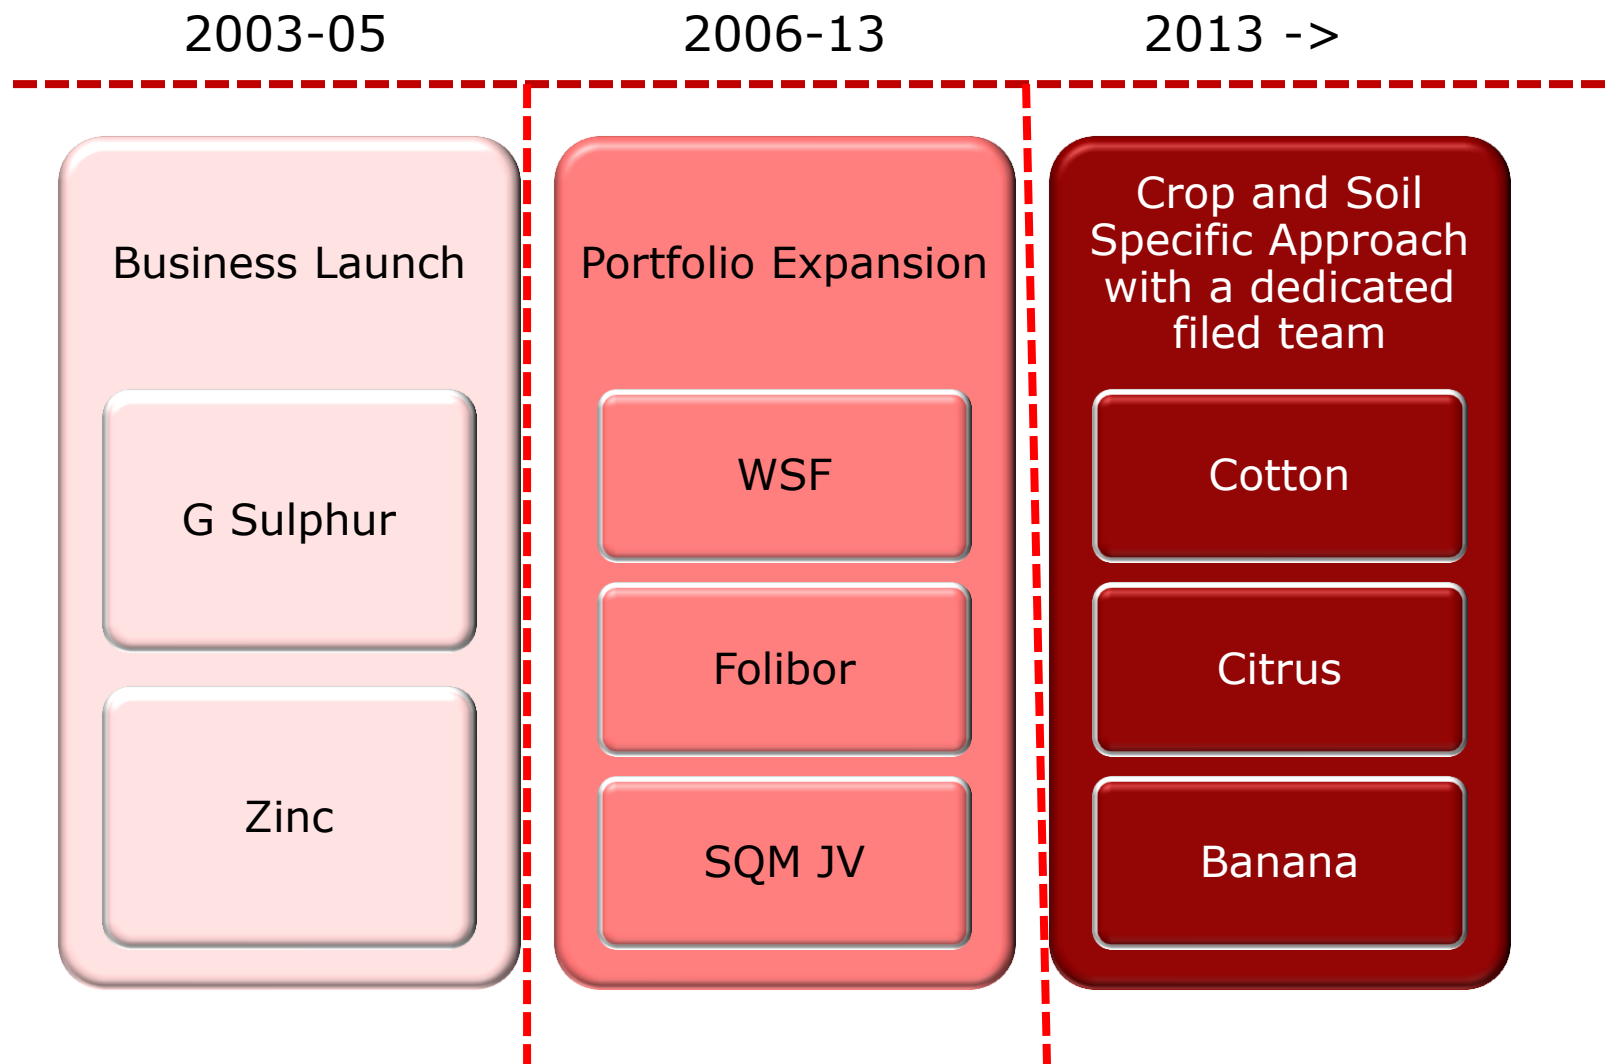 2003-05
2006-13
2013 ->
Business Launch
G Sulphur
Zinc
Portfolio Expansion
WSF
Folibor
SQM JV
Crop and Soil
Specific Approach
with a dedicated
filed team
Cotton
Citrus
Banana